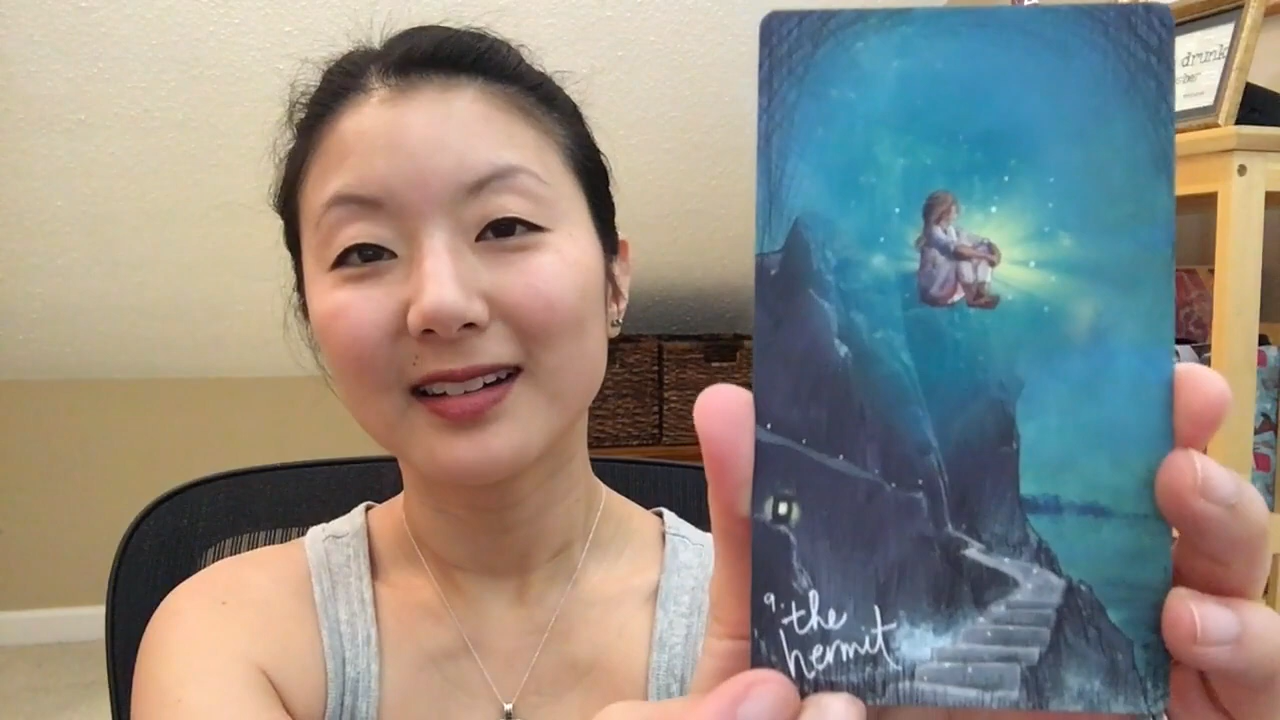 9. the
hermit
drunk